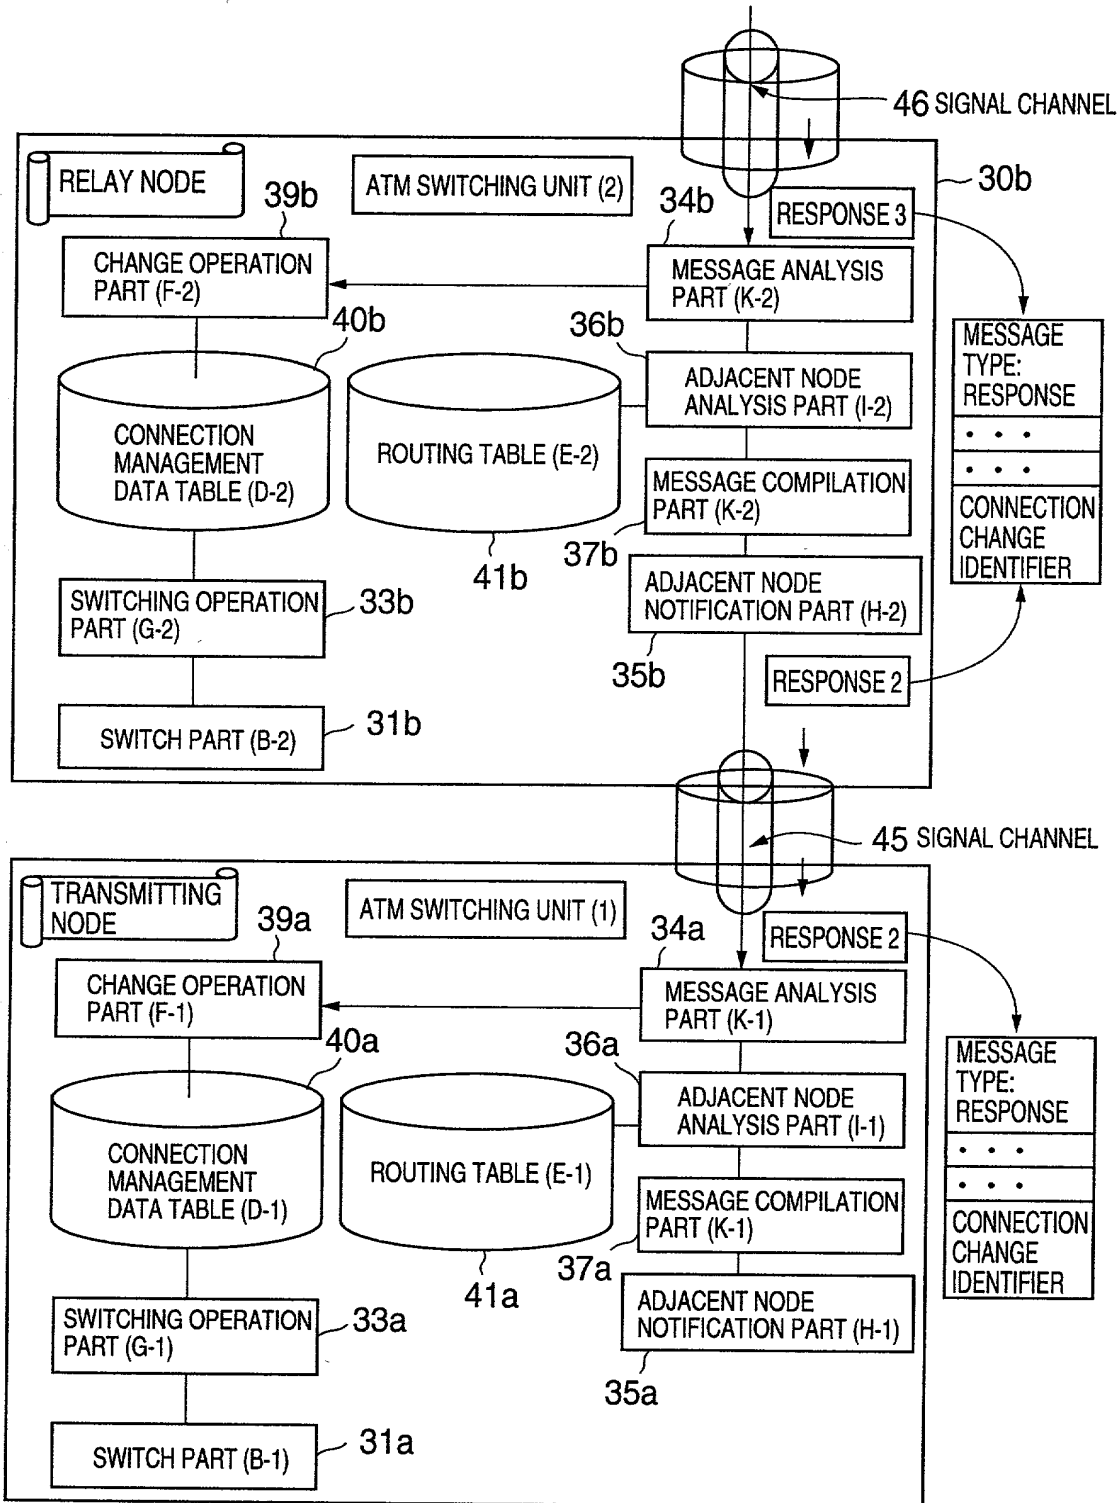 46 SIGNAL CHANNEL
RELAY NODE
ATM SWITCHING UNIT (2)
30b
39b
34b
RESPONSE 3
CHANGE OPERATION
PART (F-2)
MESSAGE ANALYSIS
PART (K-2)
40b
36b
MESSAGE
TYPE:
RESPONSE
• • •
• • •
CONNECTION
CHANGE
IDENTIFIER
ADJACENT NODE
ANALYSIS PART (I-2)
CONNECTION
MANAGEMENT
DATA TABLE (D-2)
ROUTING TABLE (E-2)
MESSAGE COMPILATION
PART (K-2)
37b
41b
SWITCHING OPERATION
PART (G-2)
33b
ADJACENT NODE
NOTIFICATION PART (H-2)
35b
RESPONSE 2
SWITCH PART (B-2)
31b
45 SIGNAL CHANNEL
TRANSMITTING
NODE
ATM SWITCHING UNIT (1)
39a
34a
RESPONSE 2
CHANGE OPERATION
PART (F-1)
MESSAGE ANALYSIS
PART (K-1)
40a
36a
MESSAGE
TYPE:
RESPONSE
• • •
• • •
CONNECTION
CHANGE
IDENTIFIER
ADJACENT NODE
ANALYSIS PART (I-1)
CONNECTION
MANAGEMENT
DATA TABLE (D-1)
ROUTING TABLE (E-1)
MESSAGE COMPILATION
PART (K-1)
37a
41a
SWITCHING OPERATION
PART (G-1)
33a
ADJACENT NODE
NOTIFICATION PART (H-1)
35a
SWITCH PART (B-1)
31a